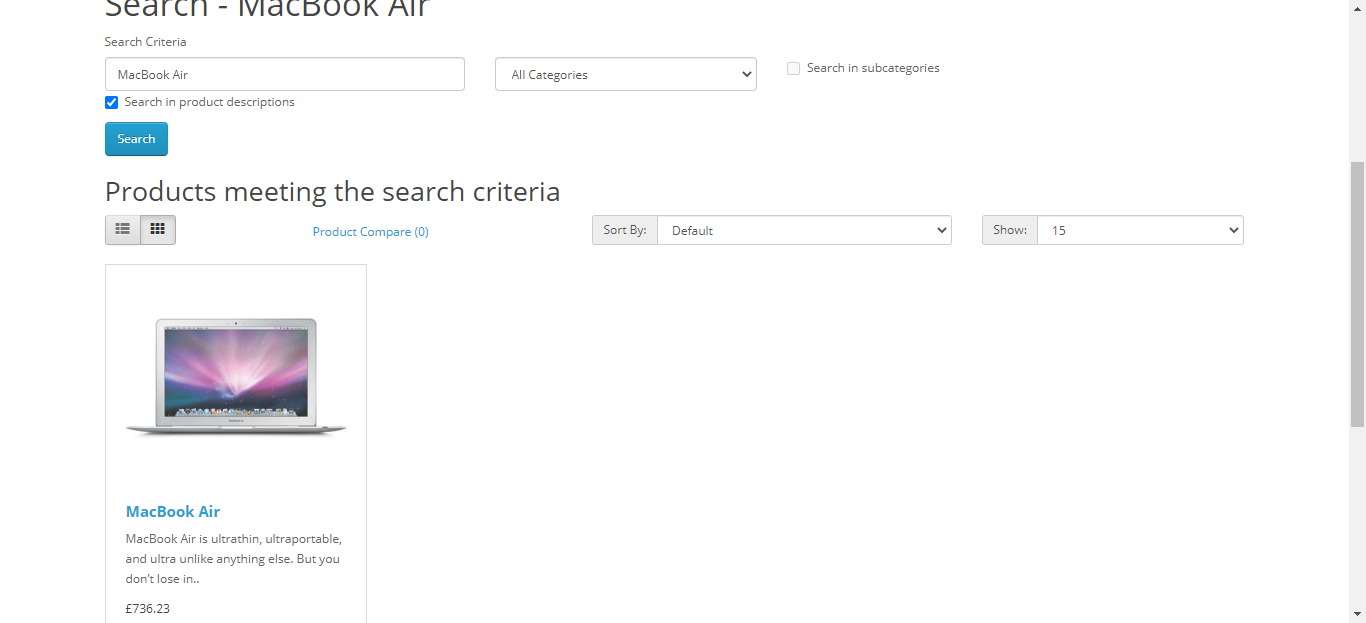 Search - MacBook Air
Search Criteria
MacBook Air
All Categories
Search in subcategories
Search in product descriptions
Search
Products meeting the search criteria
Product Compare (0)
Sort By:
Default
Show:
15
MacBook Air
MacBook Air is ultrathin, ultraportable,
and ultra unlike anything else. But you
don't lose in..
£736.23